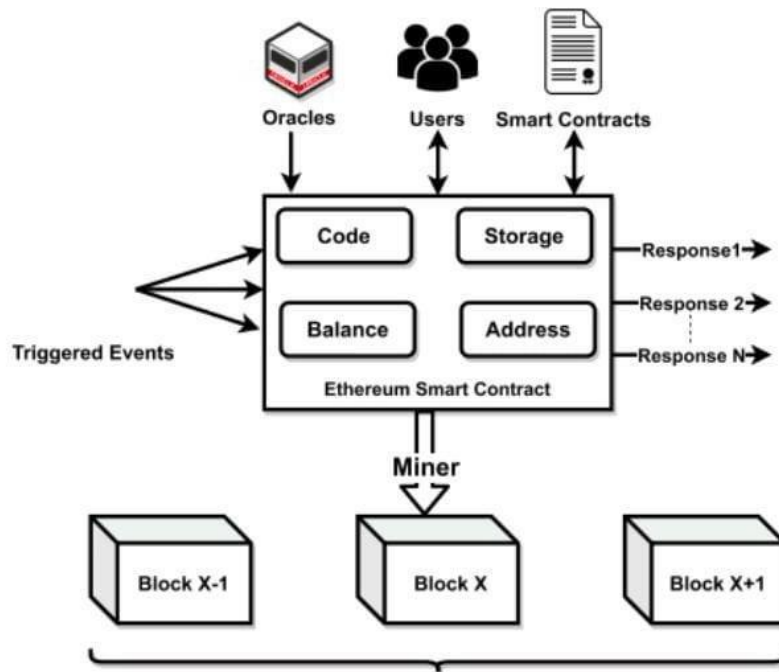 Oracles
Users
Smart Contracts
Code
Storage
Balance
Address
Ethereum Smart Contract
Triggered Events
Response1
Response 2
Response N
Miner
Block X-1
Block X
Block X+1